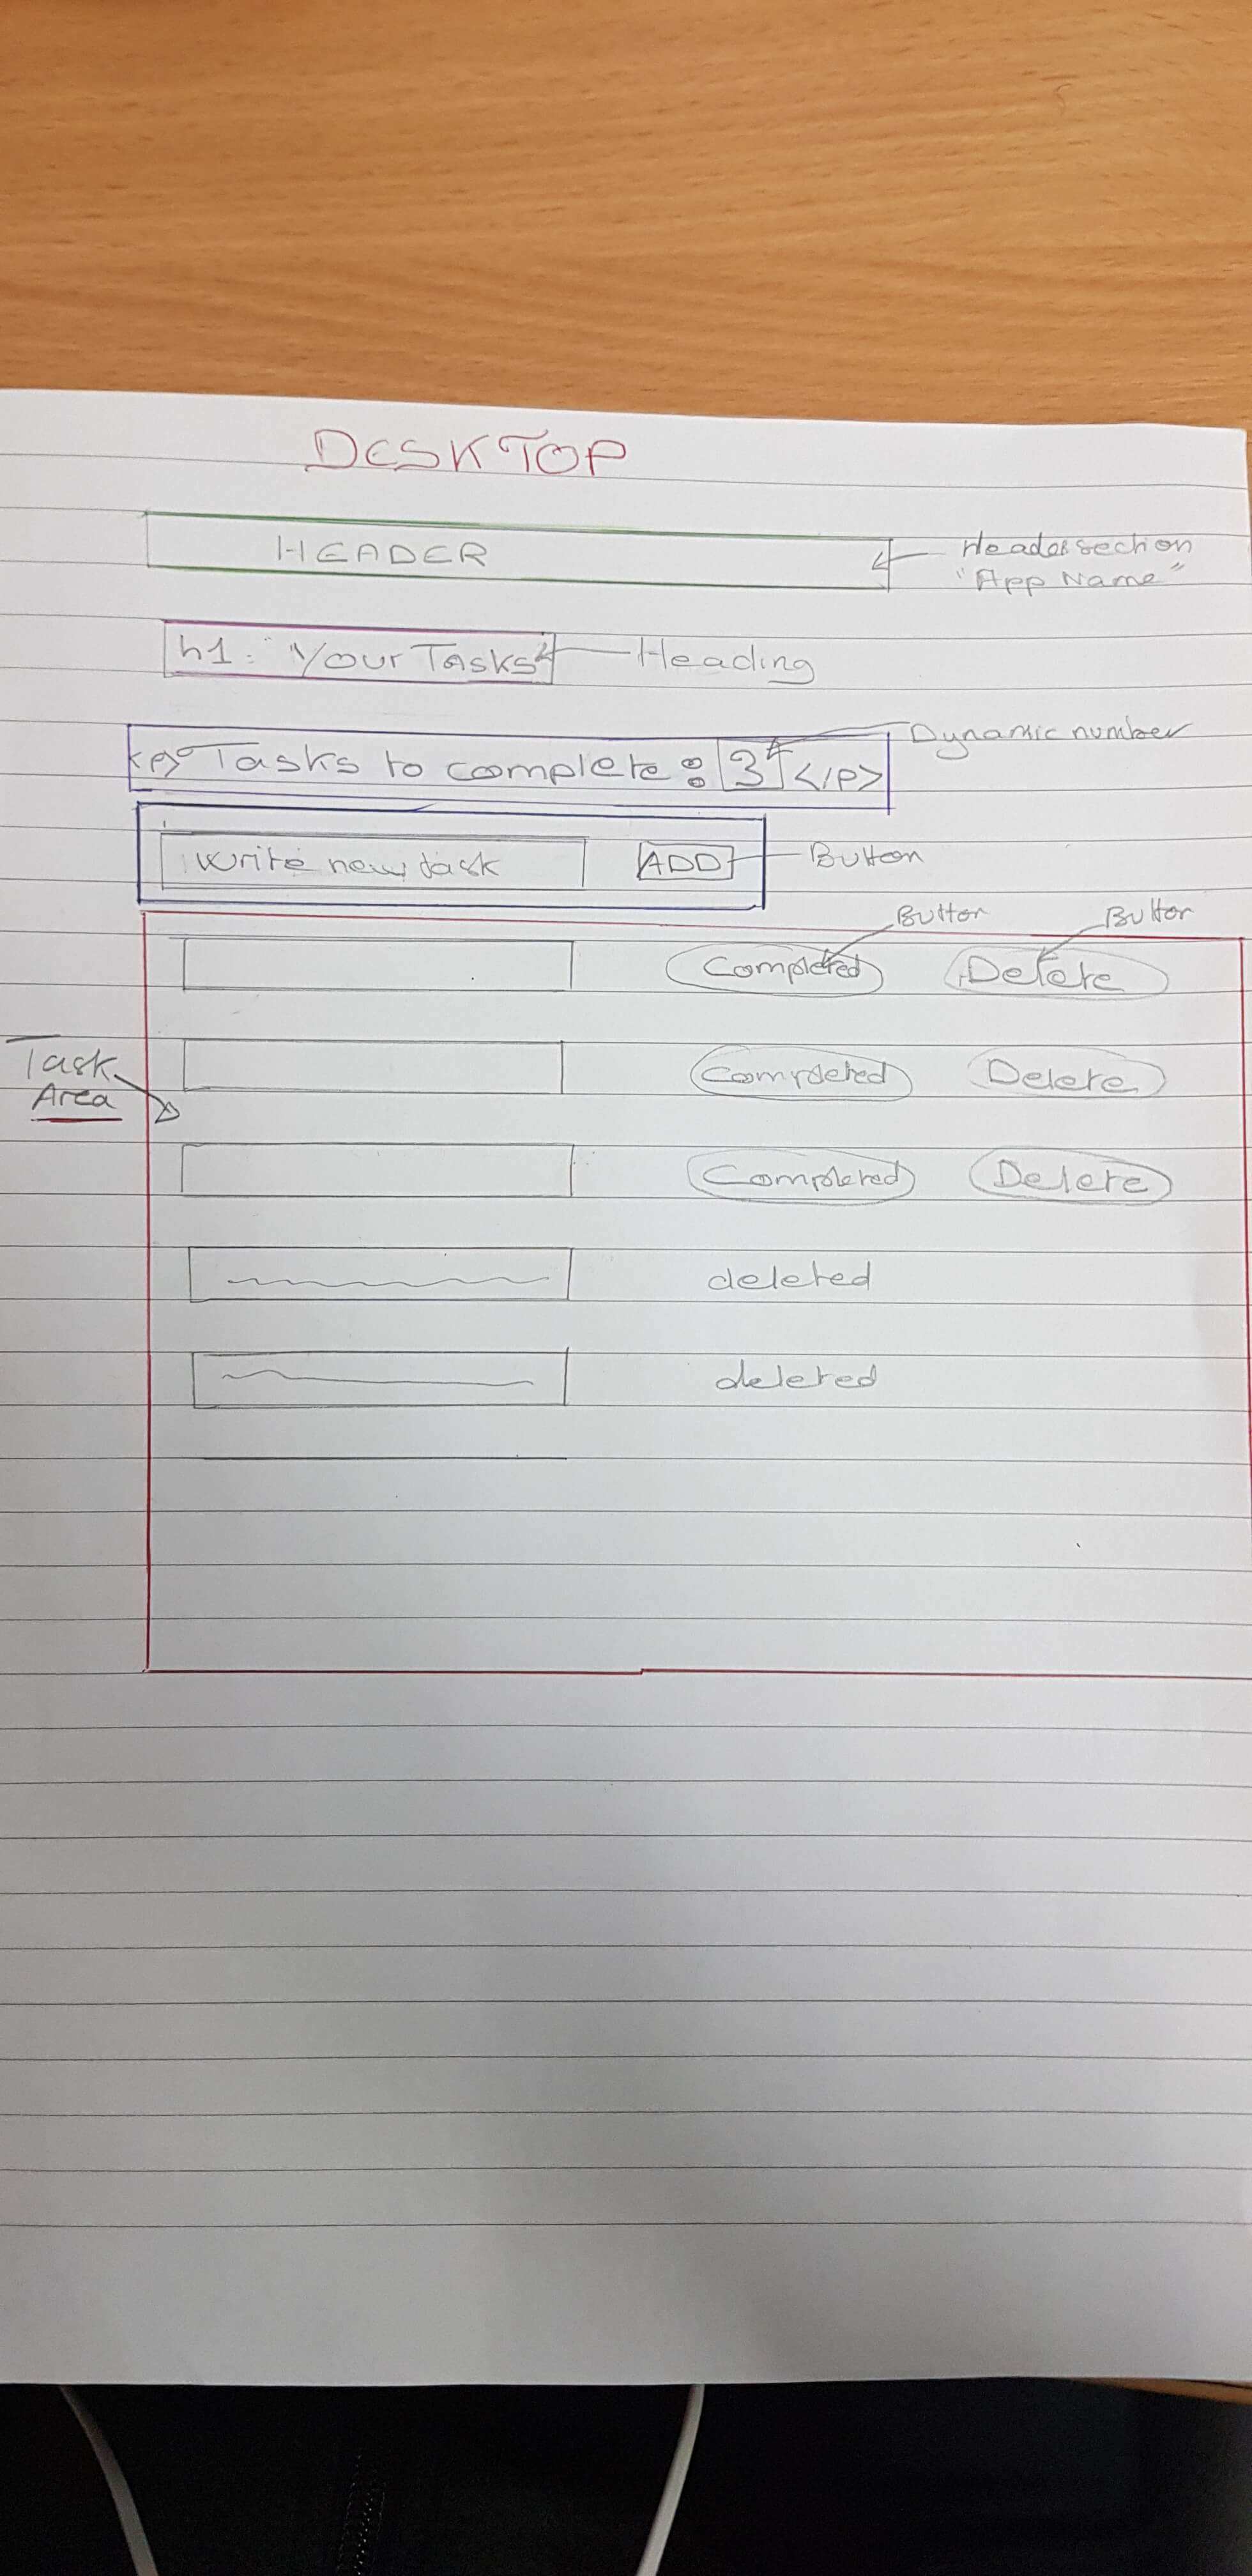 DESKTOP
HEADER
Header section
"App Name"
h1: "Your Tasks"
Heading
Dynamic number
<p> Tasks to complete: 3 </p>
write new task ADD Button
Button Button
Completed Delete
Task
Area
Completed Delete
Completed Delete
deleted
deleted